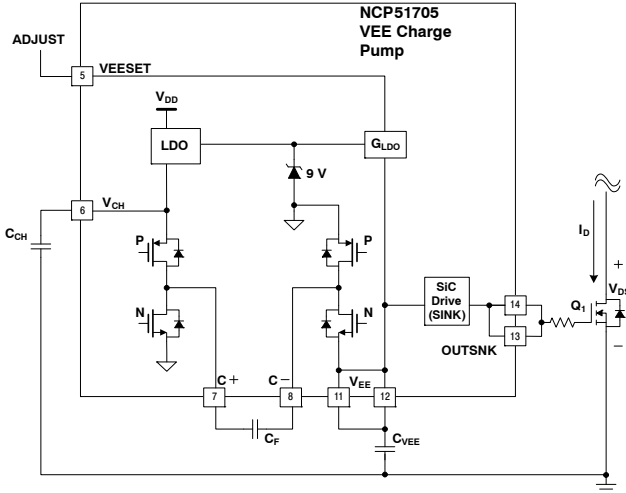 NCP51705
VEE Charge
Pump
ADJUST
5
VEESET
VDD
LDO
GLDO
9 V
6
VCH
CCH
P
P
N
N
ID
+
VDS
–
SiC
Drive
(SINK)
14
13
Q1
OUTSNK
C+
C–
VEE
7
8
11
12
CF
CVEE